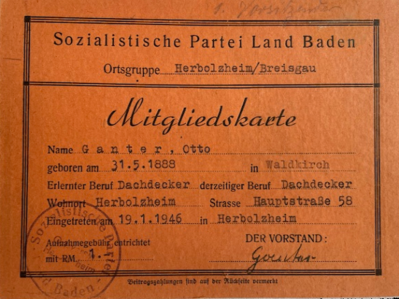 1. Vorsitzender
Sozialistische Partei Land Baden
Ortsgruppe Herbolzheim/Breisgau
Mitgliedskarte
Name Ganter, Otto
geboren am 31.5.1888 in Waldkirch
Erlernter Beruf Dachdecker derzeitiger Beruf Dachdecker
Wohnort Herbolzheim Strasse Hauptstraße 58
Eingetreten am 19.1.1946 in Herbolzheim
Aufnahmegebühr entrichtet DER VORSTAND:
mit RM -1.-
Beitragszahlungen sind auf der Rückseite vermerkt